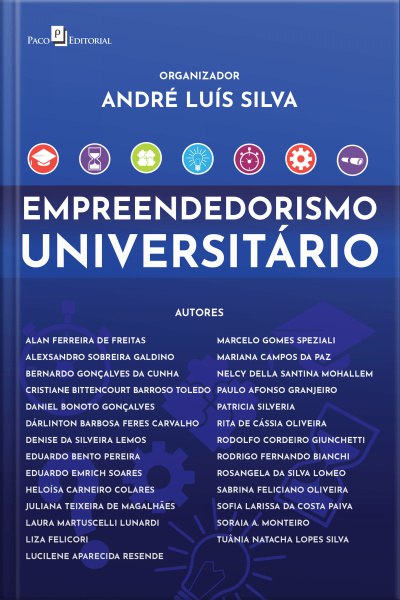 PACO EDITORIAL
ORGANIZADOR
ANDRÉ LUÍS SILVA
EMPREENDEDORISMO
UNIVERSITÁRIO
AUTORES
ALAN FERREIRA DE FREITAS
ALEXSANDRO SOBREIRA GALDINO
BERNARDO GONÇALVES DA CUNHA
CRISTIANE BITTENCOURT BARROSO TOLEDO
DANIEL BONOTO GONÇALVES
DÁRLINTON BARBOSA FERES CARVALHO
DENISE DA SILVEIRA LEMOS
EDUARDO BENTO PEREIRA
EDUARDO EMRICH SOARES
HELOÍSA CARNEIRO COLARES
JULIANA TEIXEIRA DE MAGALHÃES
LAURA MARTUSCELLI LUNARDI
LIZA FELICORI
LUCILENE APARECIDA RESENDE
MARCELO GOMES SPEZIALI
MARIANA CAMPOS DA PAZ
NELCY DELLA SANTINA MOHALLEM
PAULO AFONSO GRANJEIRO
PATRICIA SILVERIA
RITA DE CÁSSIA OLIVEIRA
RODOLFO CORDEIRO GIUNCHETTI
RODRIGO FERNANDO BIANCHI
ROSANGELA DA SILVA LOMEO
SABRINA FELICIANO OLIVEIRA
SOFIA LARISSA DA COSTA PAIVA
SORAIA A. MONTEIRO
TUÂNIA NATACHA LOPES SILVA